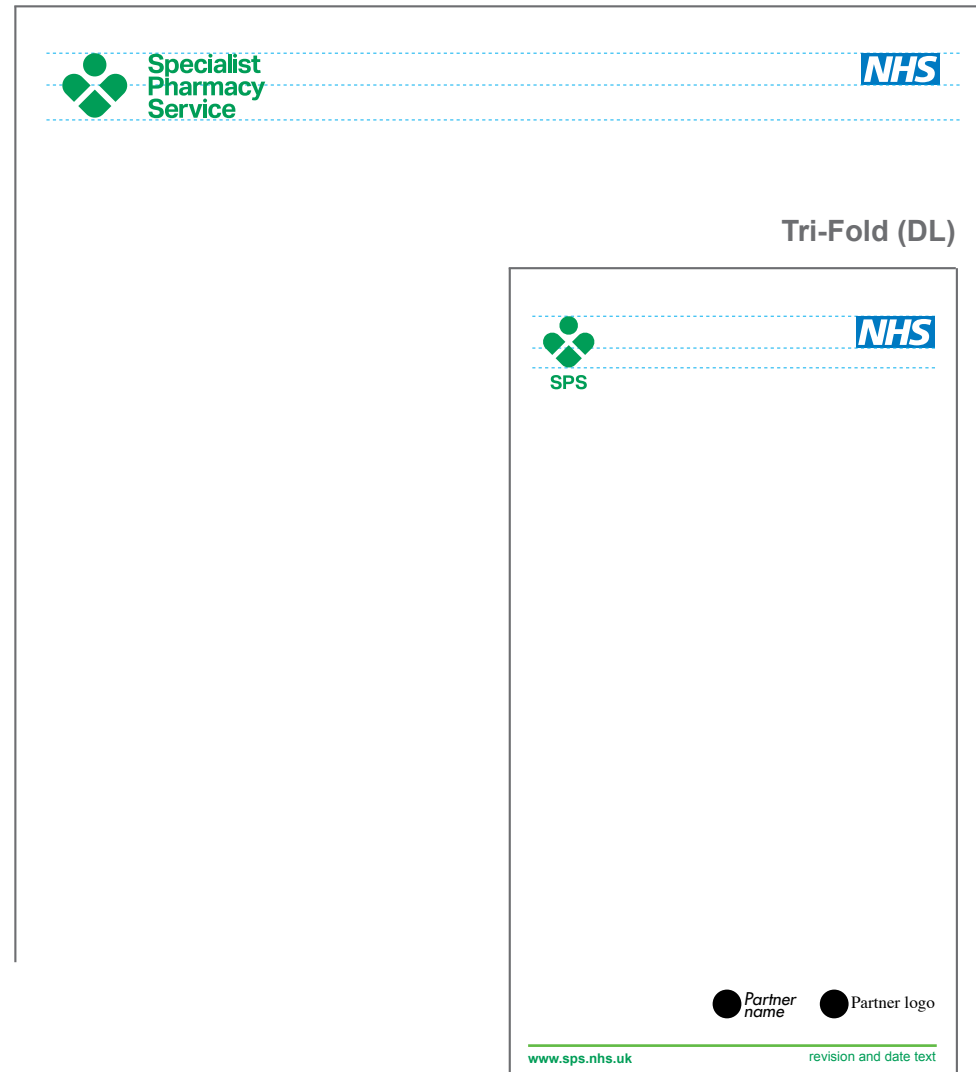 Specialist
Pharmacy
Service
NHS
Tri-Fold (DL)
NHS
SPS
Partner
name
Partner logo
www.sps.nhs.uk
revision and date text